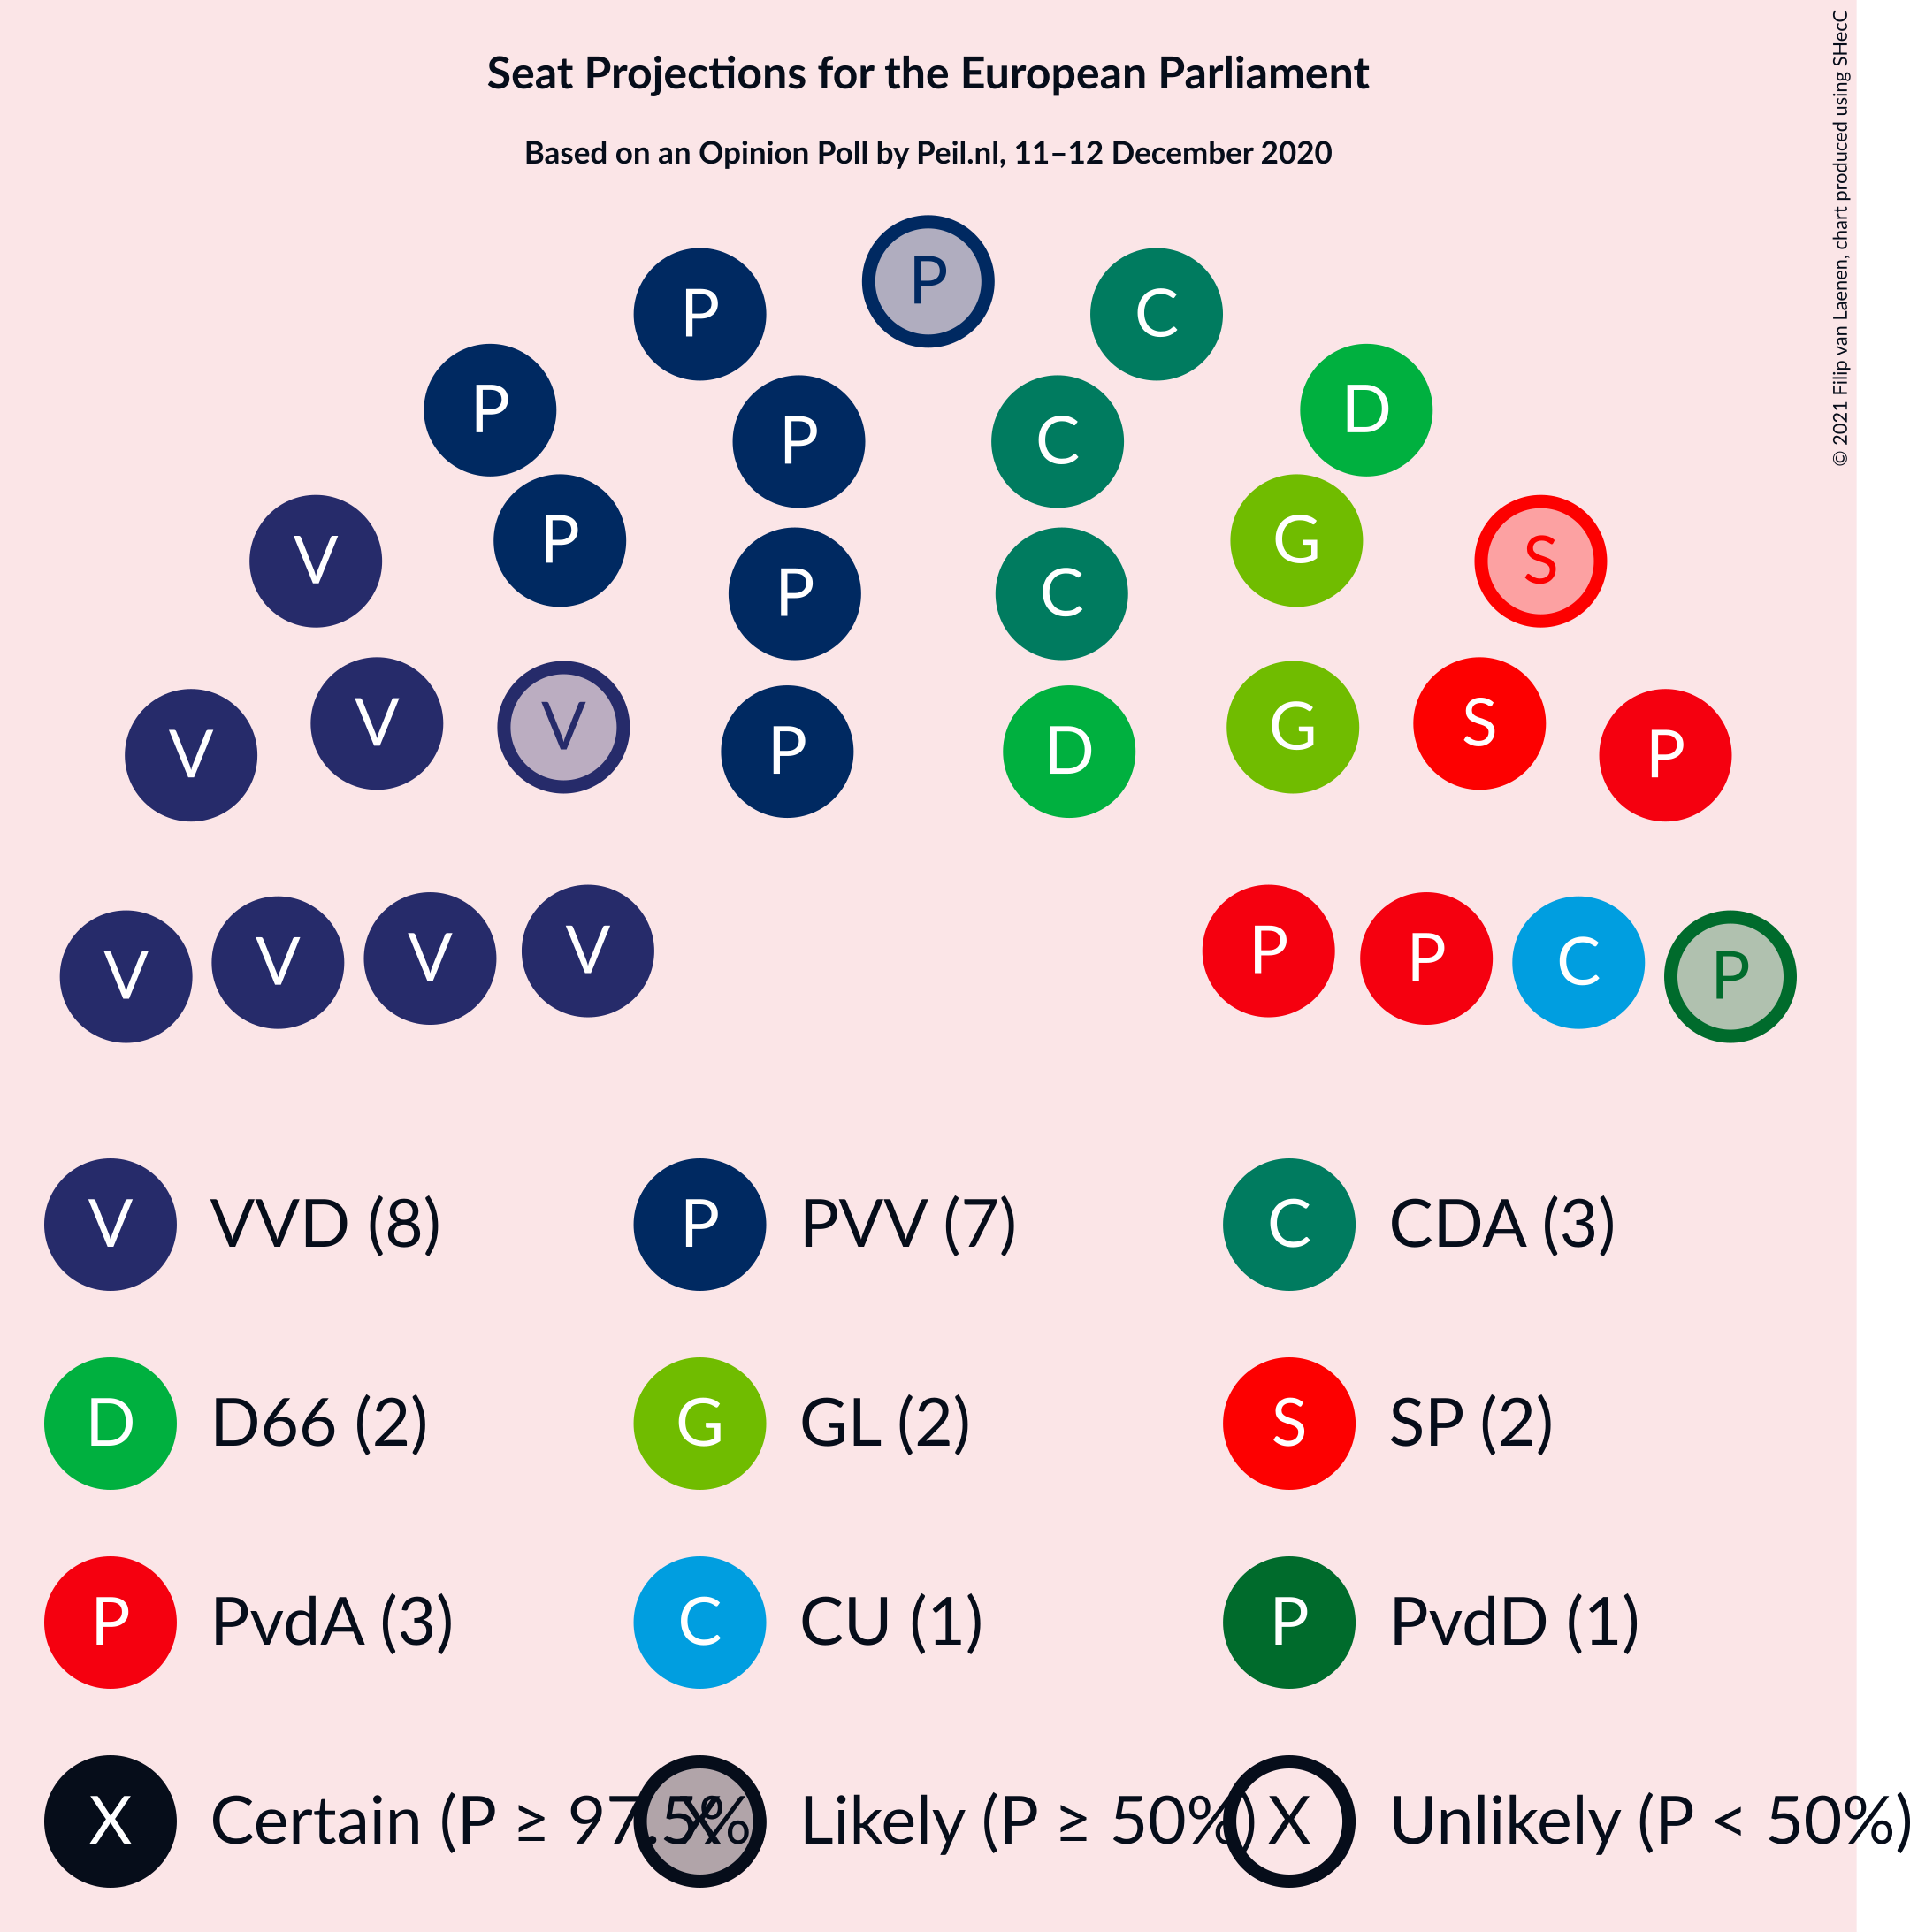 Seat Projections for the European Parliament
Based on an Opinion Poll by Peil.nl, 11–12 December 2020
© 2021 Filip van Laenen, chart produced using SHecC
P
P C
P D
P C
V P G S
P C
V V V P D G S P
V V V V P P C P
V VVD (8) P PVV (7) C CDA (3)
D D66 (2) G GL (2) S SP (2)
P PvdA (3) C CU (1) P PvdD (1)
X Certain (P ≥ 97.5%) X Likely (P ≥ 50%) X Unlikely (P < 50%)